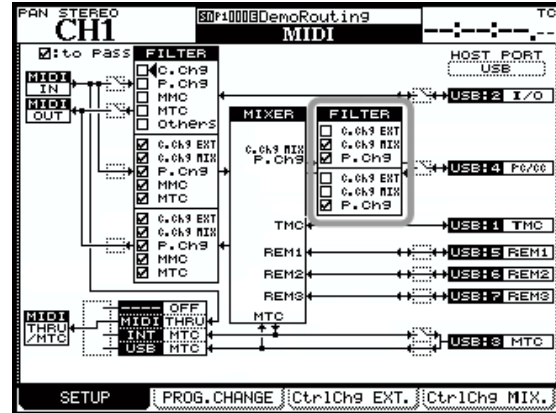 PAN STEREO
CH1
DemoRouting
MIDI
TC
--:--:--.--
☑:to Pass
FILTER
HOST PORT
USB
MIDI
IN
MIDI
OUT
C.Chg
P.Chg
MMC
MTC
Others
C.Chg EXT
C.Chg MIX
P.Chg
MMC
MTC
C.Chg EXT
C.Chg MIX
P.Chg
MMC
MTC
MIXER
C.Chg MIX
P.Chg
TMC
REM1
REM2
REM3
MTC
FILTER
C.Chg EXT
C.Chg MIX
P.Chg
C.Chg EXT
C.Chg MIX
P.Chg
USB:2 I/O
USB:4 PC/CC
USB:1 TMC
USB:5 REM1
USB:6 REM2
USB:7 REM3
USB:8 MTC
MIDI
THRU
/MTC
---- OFF
MIDI THRU
INT MTC
USB MTC
SETUP
PROG.CHANGE
CtrlChg EXT.
CtrlChg MIX.